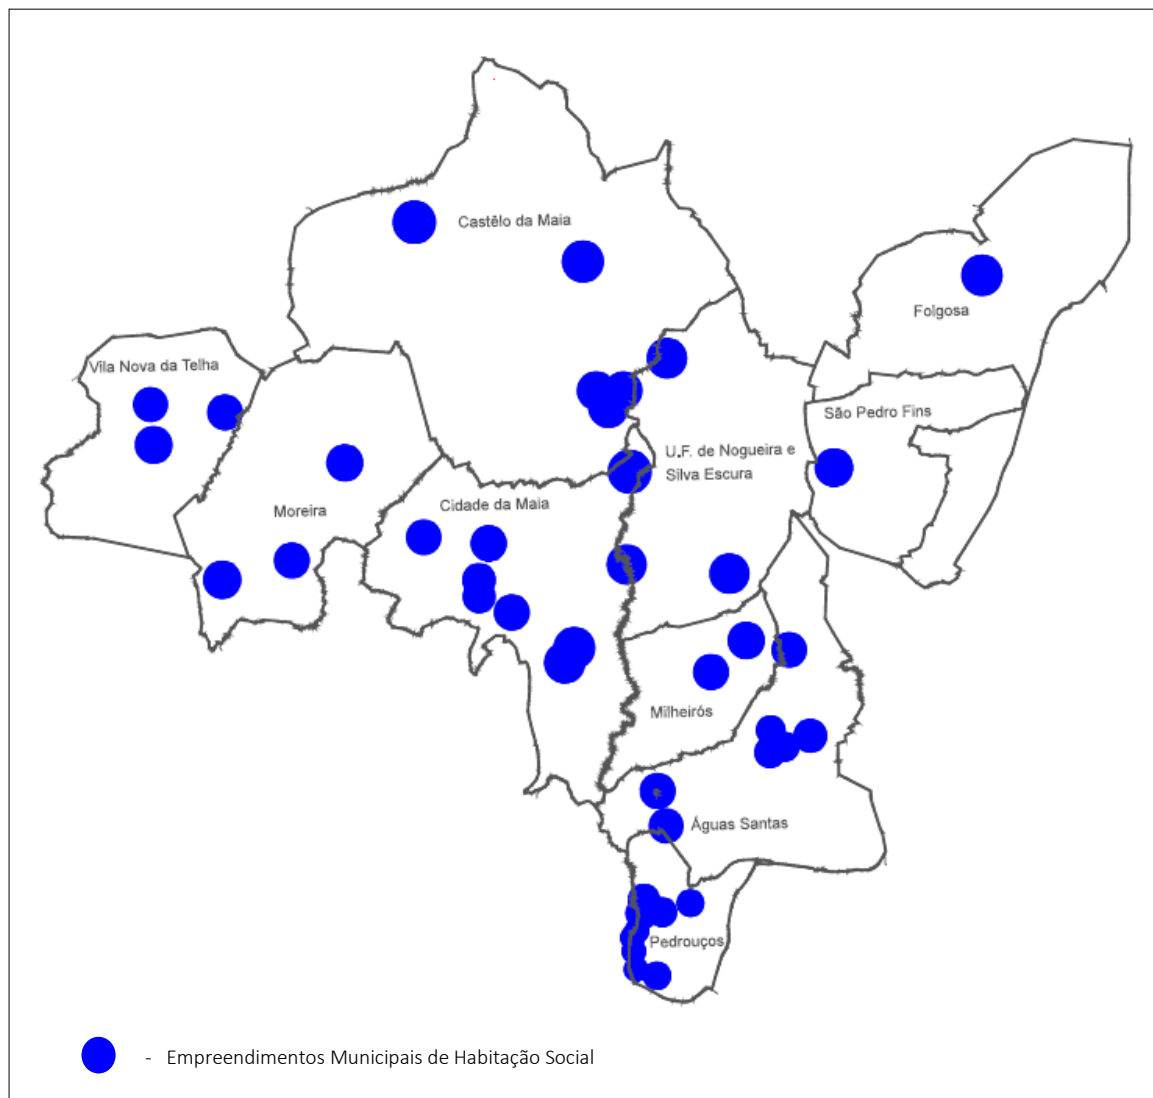 Castêlo da Maia
Folgosa
Vila Nova da Telha
São Pedro Fins
U.F. de Nogueira e
Silva Escura
Cidade da Maia
Moreira
Milheirós
Águas Santas
Pedrouços
- Empreendimentos Municipais de Habitação Social